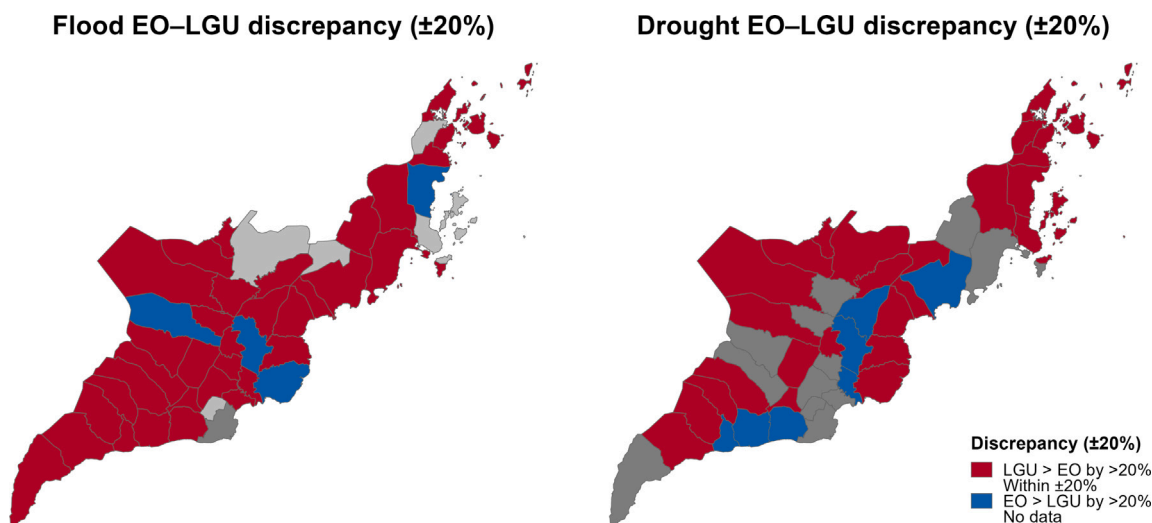 Flood EO–LGU discrepancy (±20%)
Drought EO–LGU discrepancy (±20%)
Discrepancy (±20%)
LGU > EO by >20%
Within ±20%
EO > LGU by >20%
No data